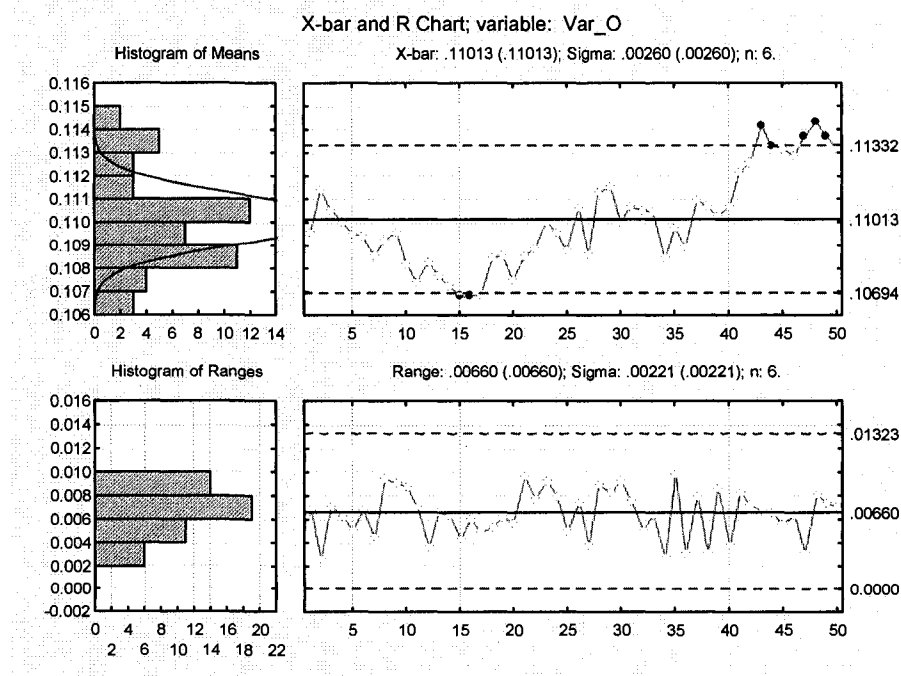 X-bar and R Chart; variable: Var_O
Histogram of Means
X-bar: .11013 (.11013); Sigma: .00260 (.00260); n: 6.
0.116
0.115
0.114
0.113
0.112
0.111
0.110
0.109
0.108
0.107
0.106
0 2 4 6 8 10 12 14
5 10 15 20 25 30 35 40 45 50
.11332
.11013
.10694
Histogram of Ranges
Range: .00660 (.00660); Sigma: .00221 (.00221); n: 6.
0.016
0.014
0.012
0.010
0.008
0.006
0.004
0.002
0.000
-0.002
0 4 8 12 16 20
2 6 10 14 18 22
5 10 15 20 25 30 35 40 45 50
.01323
.00660
0.0000